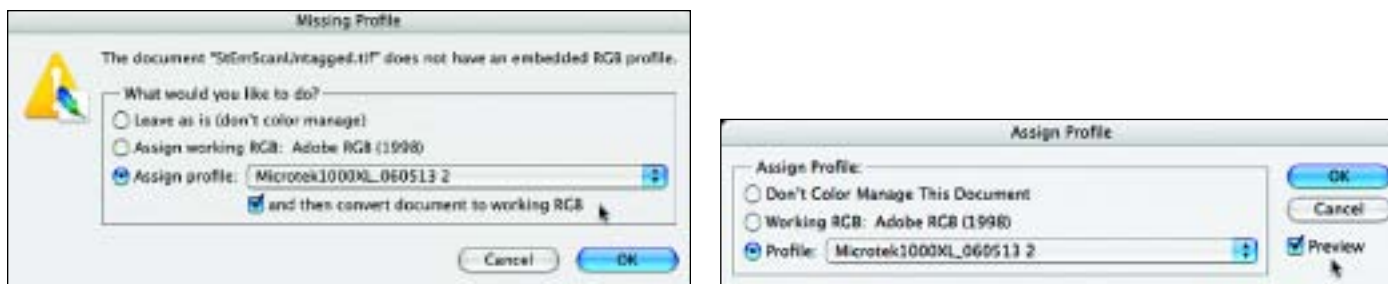 Missing Profile
The document "StEmScanUntagged.tif" does not have an embedded RGB profile.
What would you like to do?
Leave as is (don't color manage)
Assign working RGB: Adobe RGB (1998)
Assign profile: Microtek1000XL_060513 2
and then convert document to working RGB
Cancel OK
Assign Profile
Assign Profile:
Don't Color Manage This Document
Working RGB: Adobe RGB (1998)
Profile: Microtek1000XL_060513 2
OK
Cancel
Preview